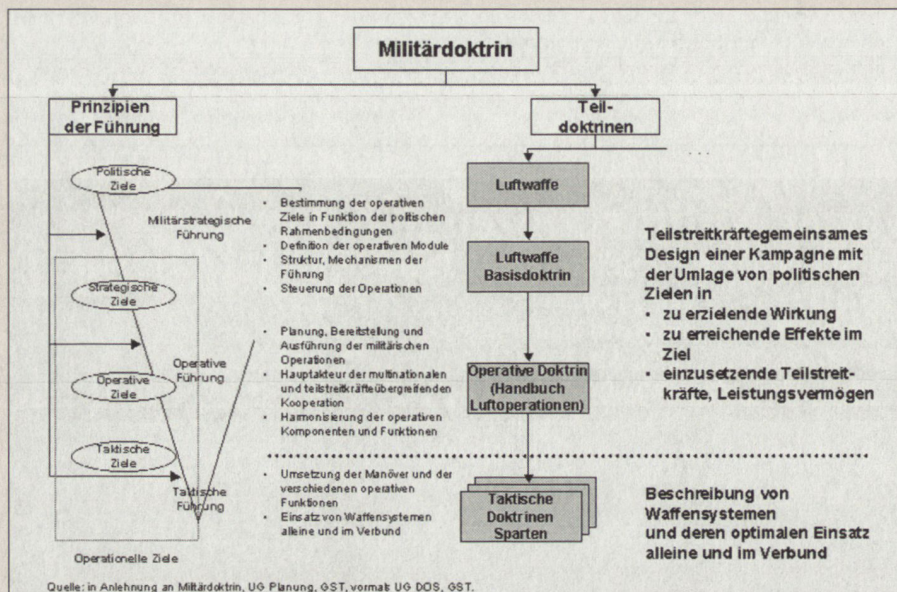 Militärdoktrin
Prinzipien
der Führung
Teil-
doktrinen
...
Politische
Ziele
Militärstrategische
Führung
Strategische
Ziele
Operative
Führung
Operative
Ziele
Taktische
Ziele
Taktische
Führung
Operationelle Ziele
• Bestimmung der operativen
Ziele in Funktion der politischen
Rahmenbedingungen
• Definition der operativen Module
• Struktur, Mechanismen der
Führung
• Steuerung der Operationen
• Planung, Bereitstellung und
Ausführung der militärischen
Operationen
• Hauptakteur der multinationalen
und teilstreitkräfteübergreifenden
Kooperation
• Harmonisierung der operativen
Komponenten und Funktionen
• Umsetzung der Manöver und der
verschiedenen operativen
Funktionen
• Einsatz von Waffensystemen
alleine und im Verbund
Luftwaffe
Luftwaffe
Basisdoktrin
Operative Doktrin
(Handbuch
Luftoperationen)
Taktische
Doktrinen
Sparten
Teilstreitkräftegemeinsames
Design einer Kampagne mit
der Umlage von politischen
Zielen in
• zu erzielende Wirkung
• zu erreichende Effekte im
Ziel
• einzusetzende Teilstreit-
kräfte, Leistungsvermögen
Beschreibung von
Waffensystemen
und deren optimalen Einsatz
alleine und im Verbund
Quelle: in Anlehnung an Militärdoktrin, UG Planung, GST, vormals UG DOS, GST.